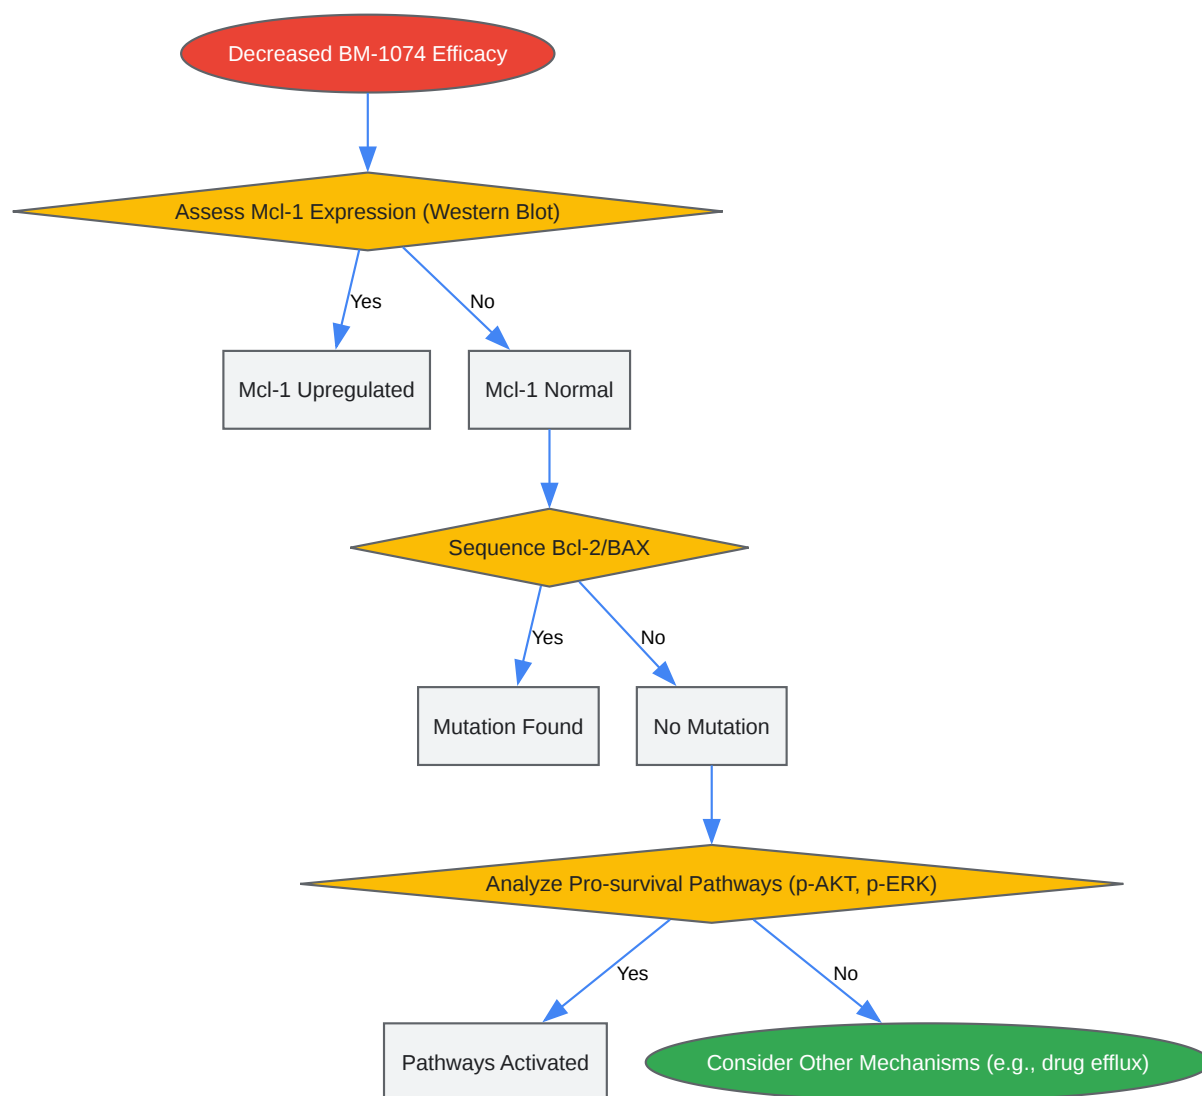 Decreased BM-1074 Efficacy
Assess Mcl-1 Expression (Western Blot)
Yes
No
Mcl-1 Upregulated
Mcl-1 Normal
Sequence Bcl-2/BAX
Yes
No
Mutation Found
No Mutation
Analyze Pro-survival Pathways (p-AKT, p-ERK)
Yes
No
Pathways Activated
Consider Other Mechanisms (e.g., drug efflux)